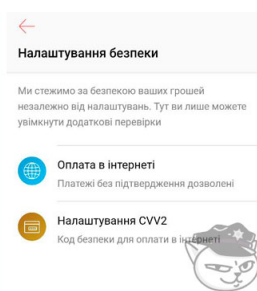 Налаштування безпеки
Ми стежимо за безпекою ваших грошей
незалежно від налаштувань. Тут ви лише можете
увімкнути додаткові перевірки
Оплата в інтернеті
Платежі без підтвердження дозволені
Налаштування CVV2
Код безпеки для оплати в інтернеті